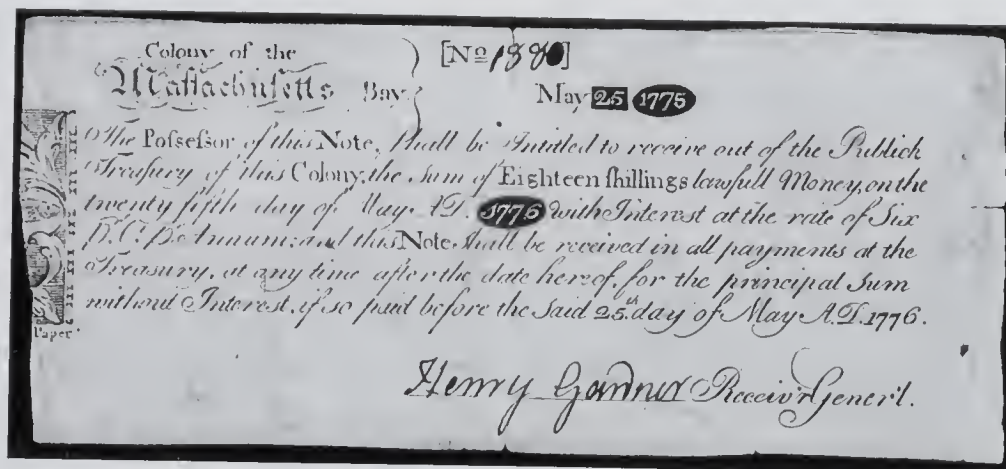 Colony of the
Massachusetts Bay
[No 188]
May 25 1775
The Possessor of this Note, shall be Intitled to receive out of the Publick
Treasury of this Colony, the Sum of Eighteen shillings lawfull Money, on the
twenty fifth day of May A.D. 1776 with Interest at the rate of Six
P.C. Pr Annum: and this Note shall be received in all payments at the
Treasury, at any time after the date hereof, for the principal Sum
without Interest, if so paid before the said 25th day of May A.D. 1776.
Paper
Henry Gardner Receiv'r Gener'l.